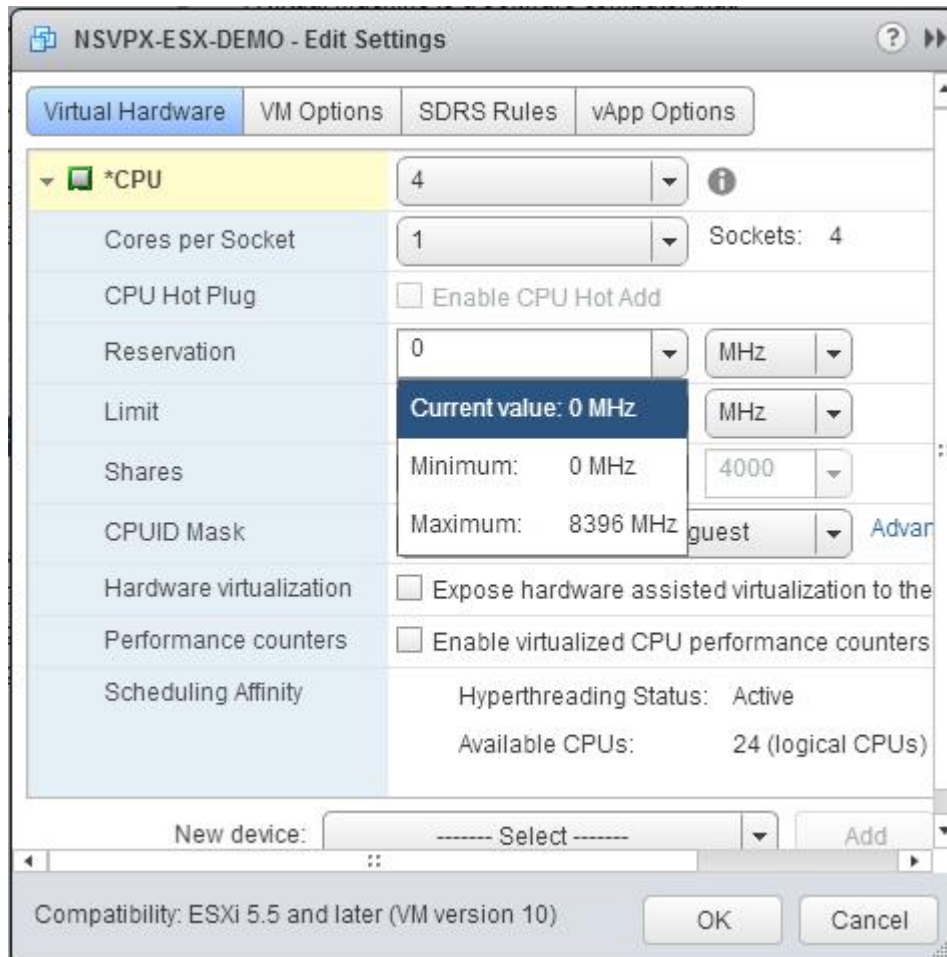 NSVPX-ESX-DEMO - Edit Settings ?
Virtual Hardware VM Options SDRS Rules vApp Options
*CPU 4
Cores per Socket 1 Sockets: 4
CPU Hot Plug Enable CPU Hot Add
Reservation 0 MHz
Current value: 0 MHz
Limit MHz
Minimum: 0 MHz
Shares 4000
Maximum: 8396 MHz
CPUID Mask guest Advan
Hardware virtualization Expose hardware assisted virtualization to the
Performance counters Enable virtualized CPU performance counters
Scheduling Affinity Hyperthreading Status: Active
Available CPUs: 24 (logical CPUs)
New device: ------- Select ------- Add
Compatibility: ESXi 5.5 and later (VM version 10) OK Cancel